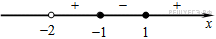 + − +
−2 −1 1 x